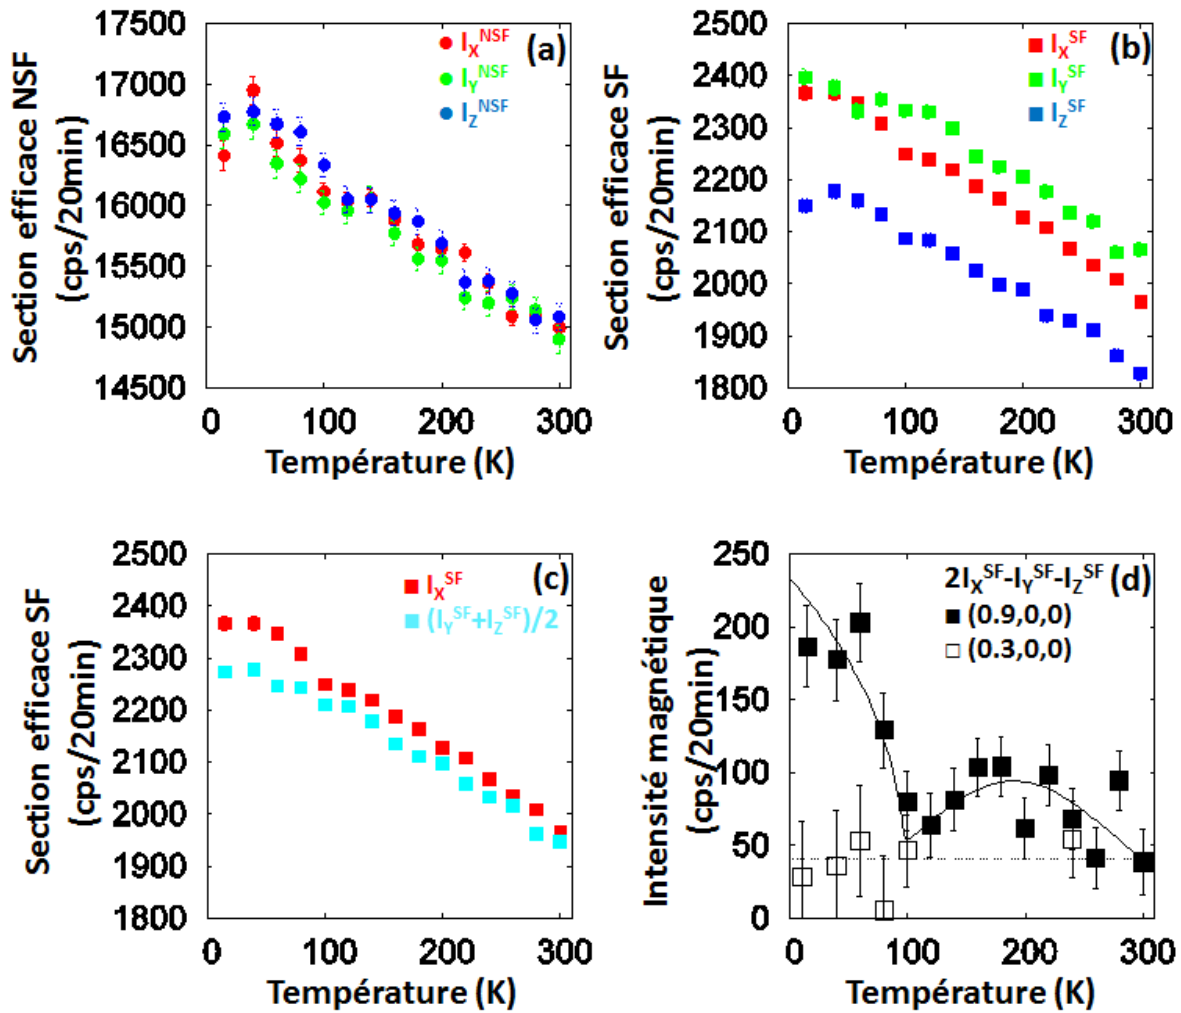 Section efficace NSF
(cps/20min)
17500
17000
16500
16000
15500
15000
14500
0
100
200
300
Température (K)
I_X^NSF
I_Y^NSF
I_Z^NSF
(a)
Section efficace SF
(cps/20min)
2500
2400
2300
2200
2100
2000
1900
1800
0
100
200
300
Température (K)
I_X^SF
I_Y^SF
I_Z^SF
(b)
Section efficace SF
(cps/20min)
2500
2400
2300
2200
2100
2000
1900
1800
0
100
200
300
Température (K)
I_X^SF
(I_Y^SF+I_Z^SF)/2
(c)
Intensité magnétique
(cps/20min)
250
200
150
100
50
0
0
100
200
300
Température (K)
2I_X^SF-I_Y^SF-I_Z^SF (d)
(0.9,0,0)
(0.3,0,0)